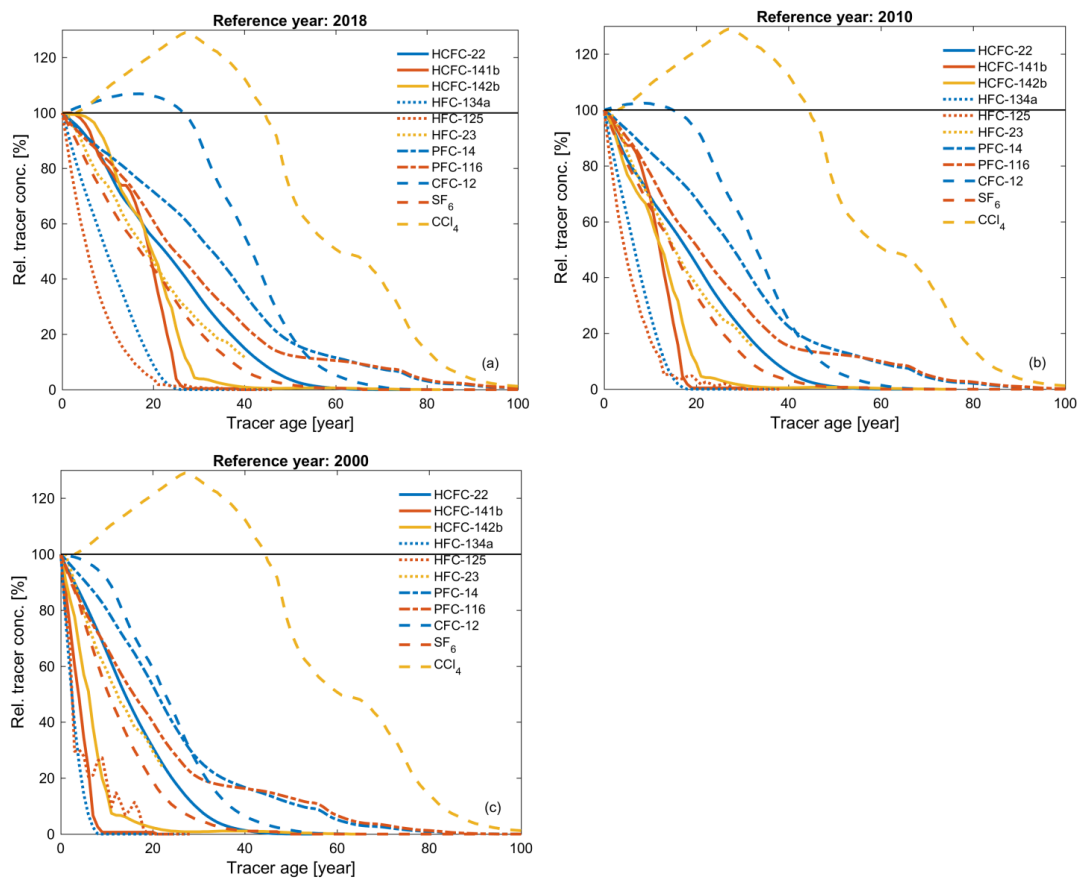 Reference year: 2018
120
100
80
60
40
20
0
Rel. tracer conc. [%]
HCFC-22
HCFC-141b
HCFC-142b
HFC-134a
HFC-125
HFC-23
PFC-14
PFC-116
CFC-12
SF6
CCl4
(a)
0 20 40 60 80 100
Tracer age [year]
Reference year: 2010
120
100
80
60
40
20
0
Rel. tracer conc. [%]
HCFC-22
HCFC-141b
HCFC-142b
HFC-134a
HFC-125
HFC-23
PFC-14
PFC-116
CFC-12
SF6
CCl4
(b)
0 20 40 60 80 100
Tracer age [year]
Reference year: 2000
120
100
80
60
40
20
0
Rel. tracer conc. [%]
HCFC-22
HCFC-141b
HCFC-142b
HFC-134a
HFC-125
HFC-23
PFC-14
PFC-116
CFC-12
SF6
CCl4
(c)
0 20 40 60 80 100
Tracer age [year]